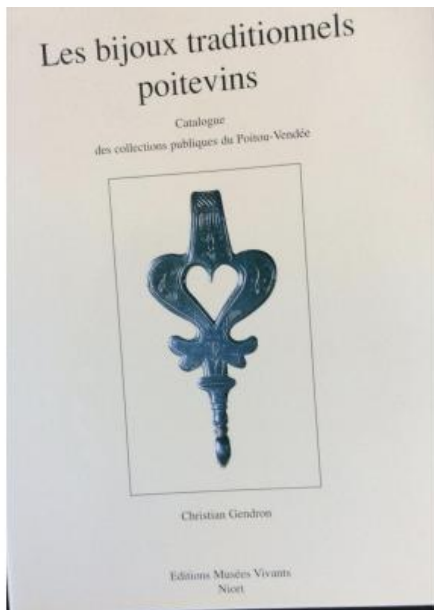 Les bijoux traditionnels
poitevins
Catalogue
des collections publiques du Poitou-Vendée
Christian Gendron
Editions Musées Vivants
Niort